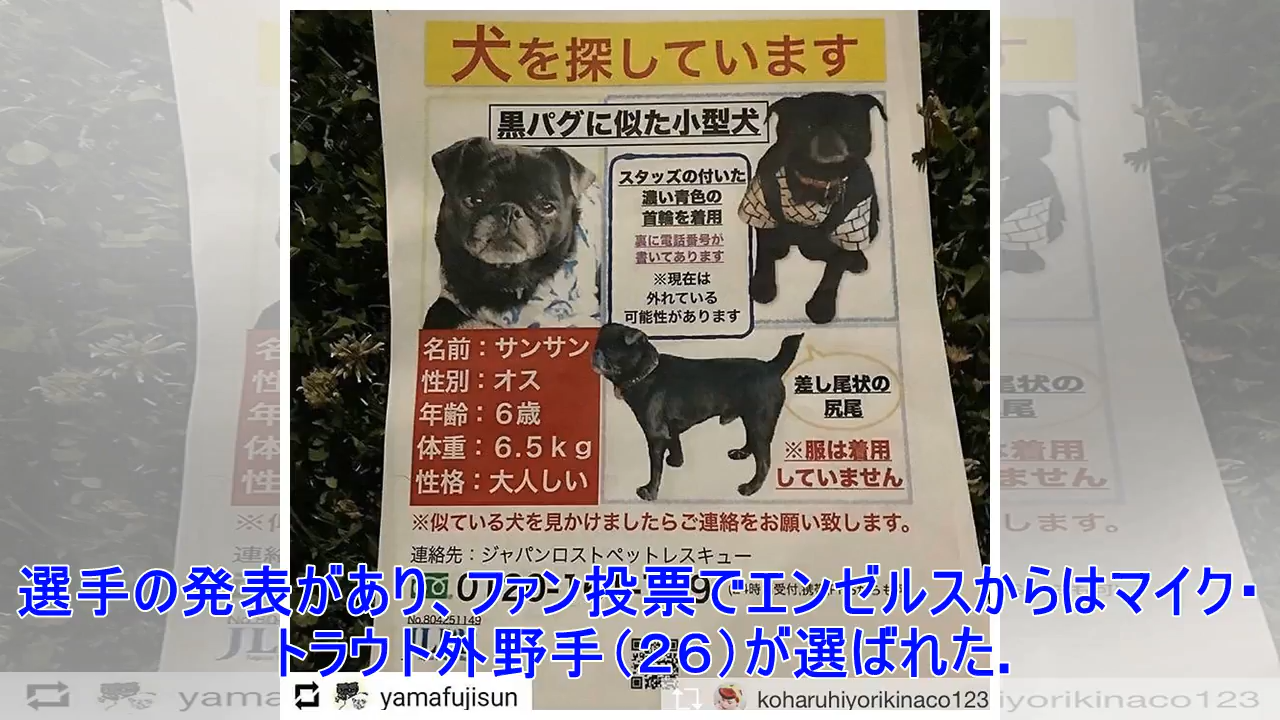 犬を探しています
黒パグに似た小型犬
スタッズの付いた
濃い青色の
首輪を着用
裏に電話番号が
書いてあります
※現在は
外れている
可能性があります
名前：サンサン
性別：オス
年齢：6歳
体重：6.5kg
性格：大人しい
差し尾状の
尻尾
※服は着用
していません
※似ている犬を見かけましたらご連絡をお願い致します。
連絡先：ジャパンロストペットレスキュー
選手の発表があり、ファン投票でエンゼルスからはマイク・
No.804251149
トラウト外野手（２６）が選ばれた．
yamafujisun
koharuhiyorikinaco123